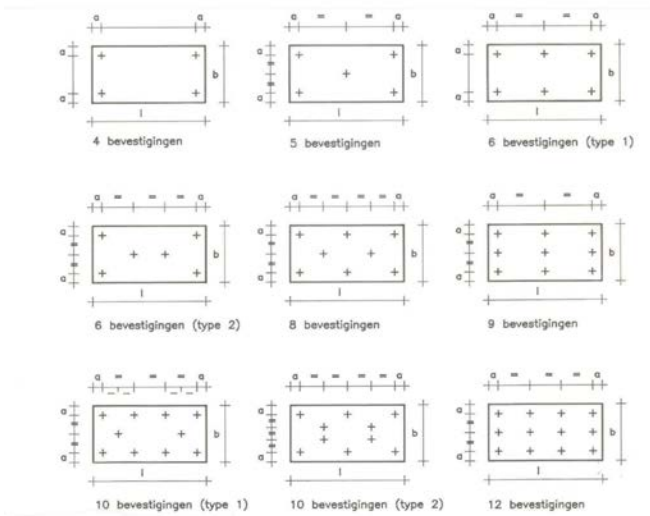 a a a = = a a = = a
a a b a = = a b a a b
l l l
4 bevestigingen 5 bevestigingen 6 bevestigingen (type 1)
a = = = a a = = = = a a = = a
a = = a b a = = a b a = = a b
l l l
6 bevestigingen (type 2) 8 bevestigingen 9 bevestigingen
a = = = a a = = = = a a = = = a
a = = a b a = = = a b a = = a b
l l l
10 bevestigingen (type 1) 10 bevestigingen (type 2) 12 bevestigingen